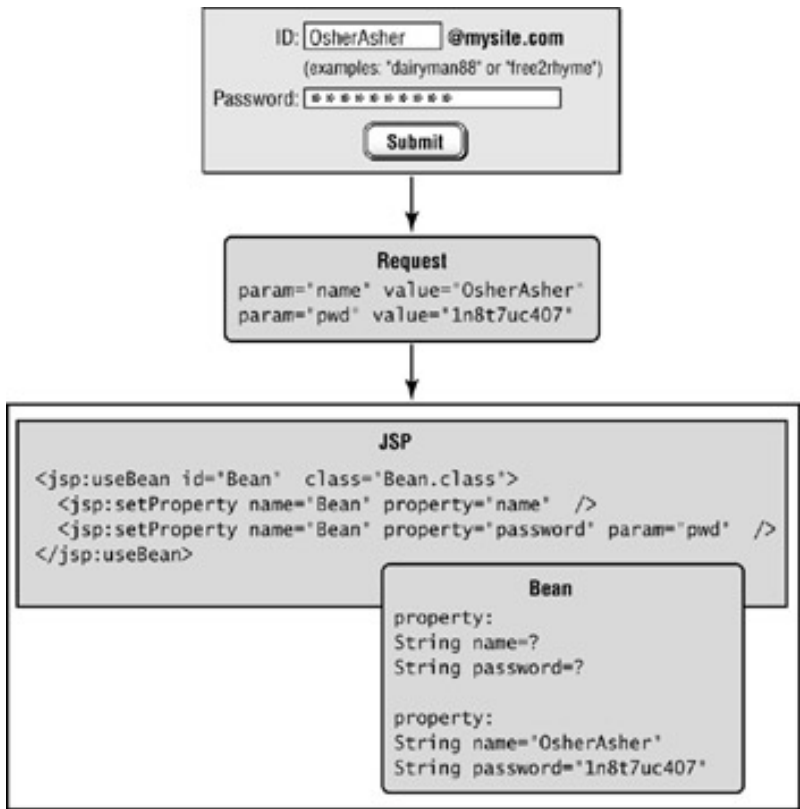 ID: OsherAsher @mysite.com
(examples: "dairyman88" or "free2rhyme")
Password: **********
Submit
Request
param="name" value="OsherAsher"
param="pwd" value="1n8t7uc407"
JSP
<jsp:useBean id="Bean" class="Bean.class">
<jsp:setProperty name="Bean" property="name" />
<jsp:setProperty name="Bean" property="password" param="pwd" />
</jsp:useBean>
Bean
property:
String name=?
String password=?
property:
String name="OsherAsher"
String password="1n8t7uc407"